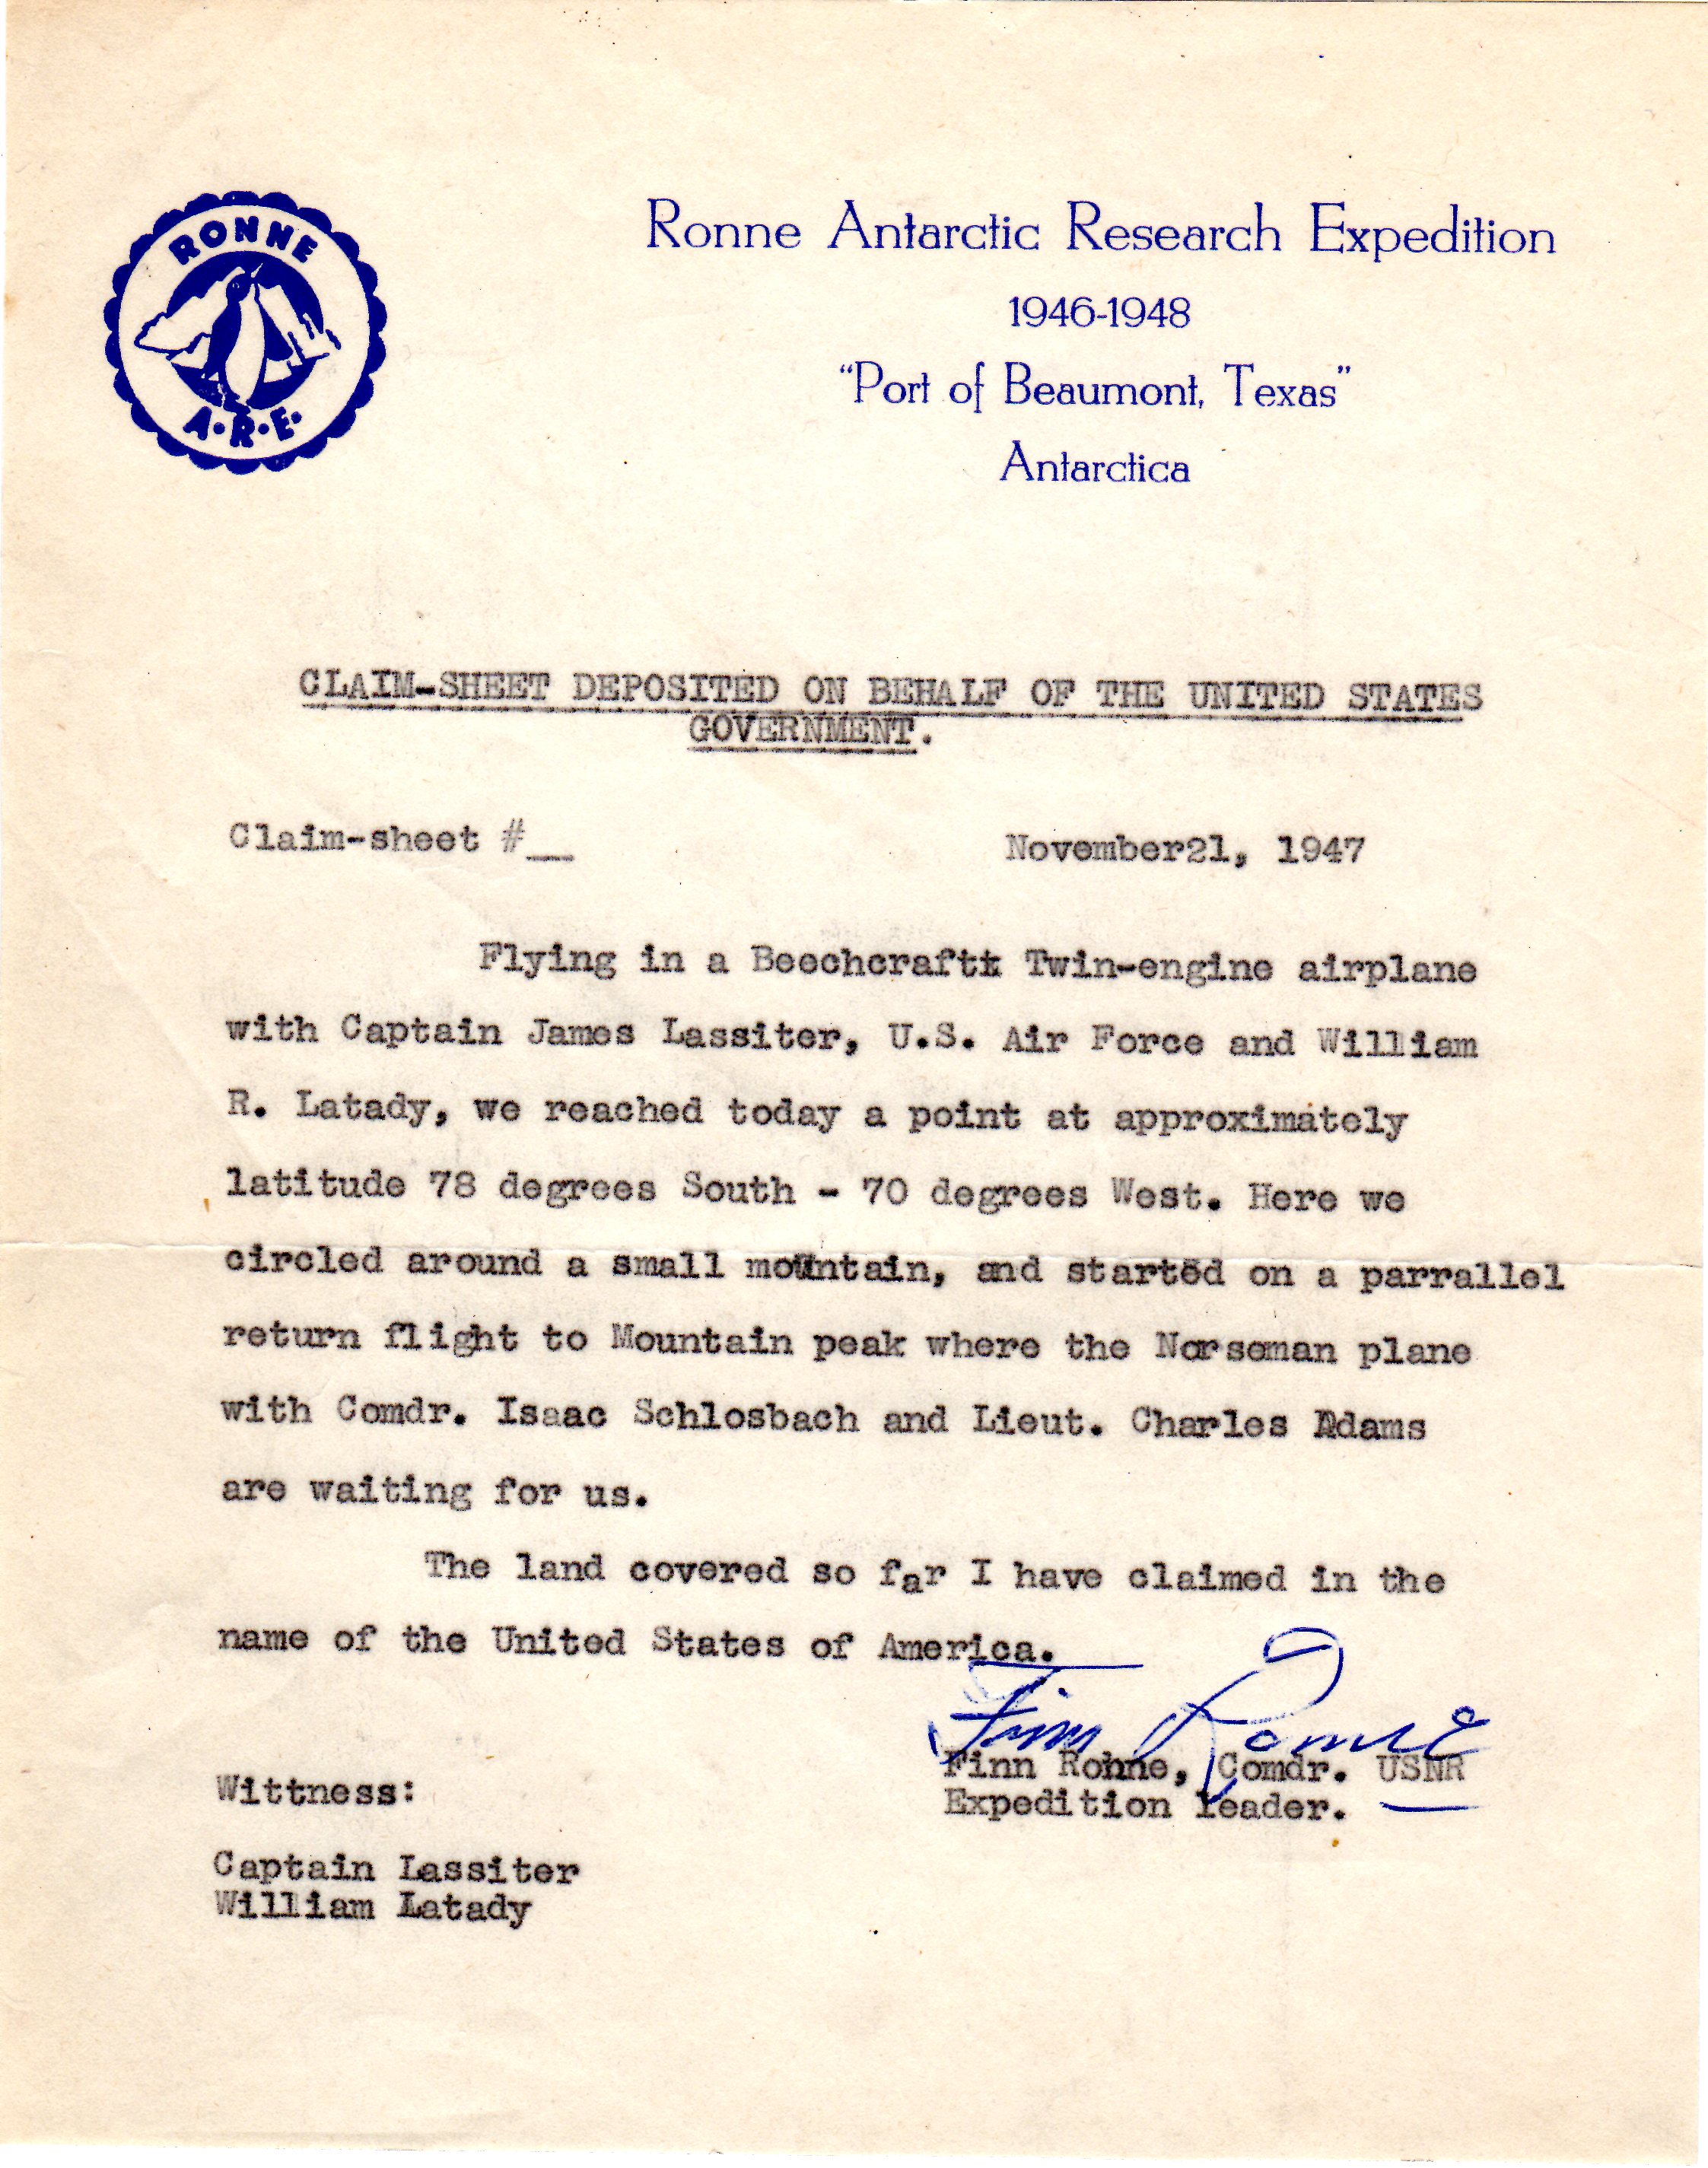 RONNE
A.R.E.
Ronne Antarctic Research Expedition
1946-1948
“Port of Beaumont, Texas”
Antarctica
CLAIM-SHEET DEPOSITED ON BEHALF OF THE UNITED STATES
GOVERNMENT.
Claim-sheet #__ November21, 1947
Flying in a Beechcraftt Twin-engine airplane
with Captain James Lassiter, U.S. Air Force and William
R. Latady, we reached today a point at approximately
latitude 78 degrees South - 70 degrees West. Here we
circled around a small mountain, and started on a parrallel
return flight to Mountain peak where the Norseman plane
with Comdr. Isaac Schlosbach and Lieut. Charles Adams
are waiting for us.
The land covered so far I have claimed in the
name of the United States of America.
Finn Ronne
Finn Rohne, Comdr. USNR
Expedition leader.
Wittness:
Captain Lassiter
William Latady